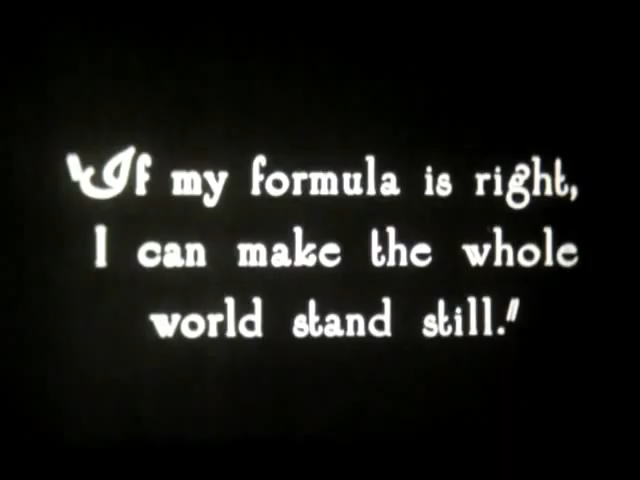 "If my formula is right,
I can make the whole
world stand still."